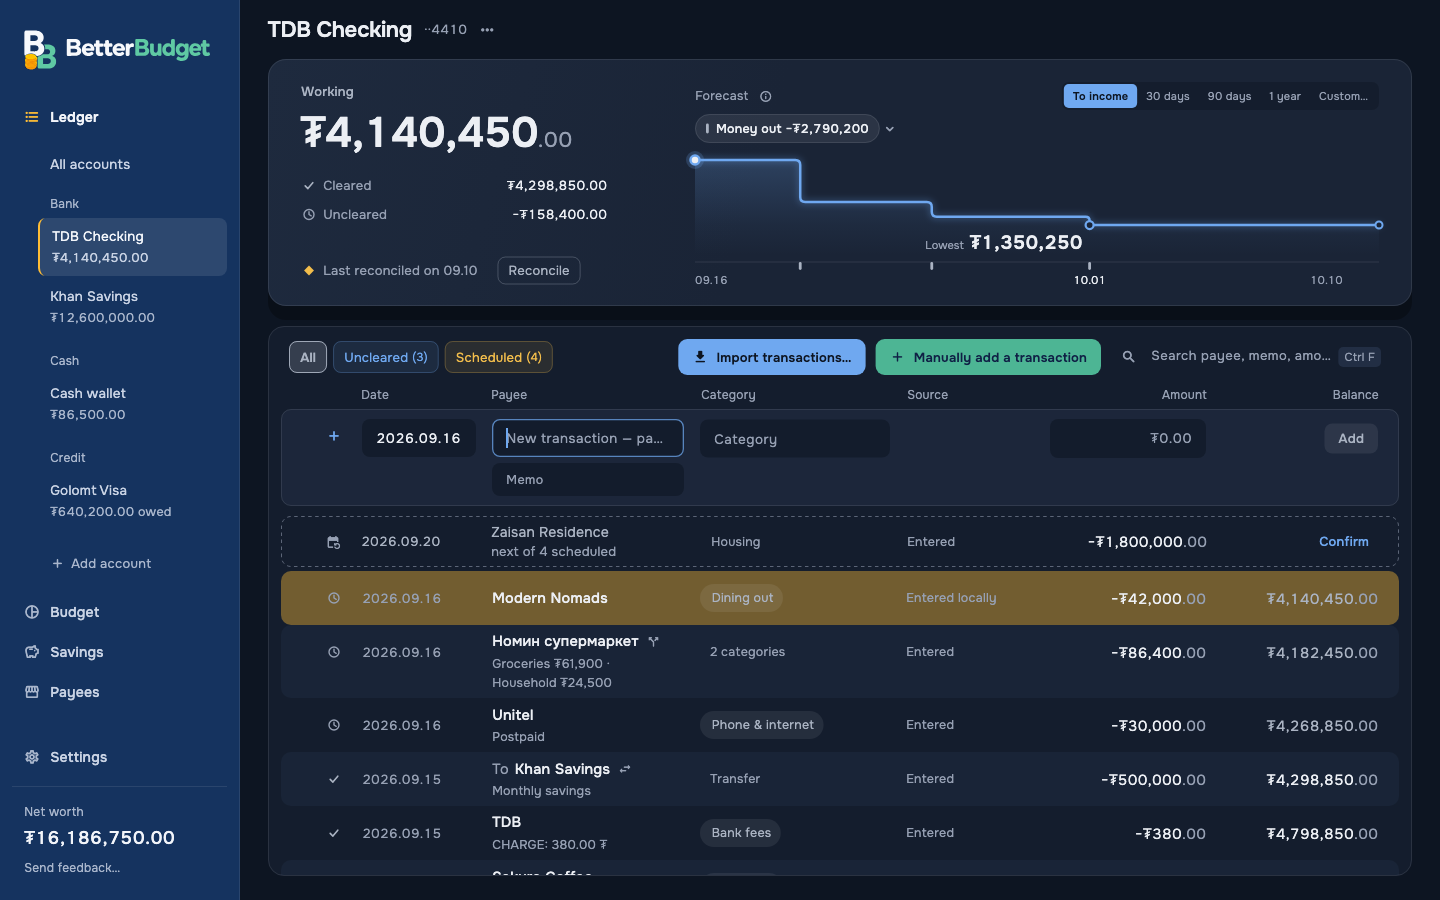 BetterBudget
Ledger
All accounts
Bank
TDB Checking
₮4,140,450.00
Khan Savings
₮12,600,000.00
Cash
Cash wallet
₮86,500.00
Credit
Golomt Visa
₮640,200.00 owed
+ Add account
Budget
Savings
Payees
Settings
Net worth
₮16,186,750.00
Send feedback...
TDB Checking ··4410 •••
Working
₮4,140,450.00
Cleared ₮4,298,850.00
Uncleared -₮158,400.00
Last reconciled on 09.10 Reconcile
Forecast To income 30 days 90 days 1 year Custom...
Money out -₮2,790,200
Lowest ₮1,350,250
09.16 10.01 10.10
All Uncleared (3) Scheduled (4) Import transactions... + Manually add a transaction Search payee, memo, amo... Ctrl F
Date Payee Category Source Amount Balance
+ 2026.09.16 New transaction — pa... Category ₮0.00 Add
Memo
2026.09.20 Zaisan Residence Housing Entered -₮1,800,000.00 Confirm
next of 4 scheduled
2026.09.16 Modern Nomads Dining out Entered locally -₮42,000.00 ₮4,140,450.00
2026.09.16 Номин супермаркет 2 categories Entered -₮86,400.00 ₮4,182,450.00
Groceries ₮61,900 ·
Household ₮24,500
2026.09.16 Unitel Phone & internet Entered -₮30,000.00 ₮4,268,850.00
Postpaid
2026.09.15 To Khan Savings Transfer Entered -₮500,000.00 ₮4,298,850.00
Monthly savings
2026.09.15 TDB Bank fees Entered -₮380.00 ₮4,798,850.00
CHARGE: 380.00 ₮